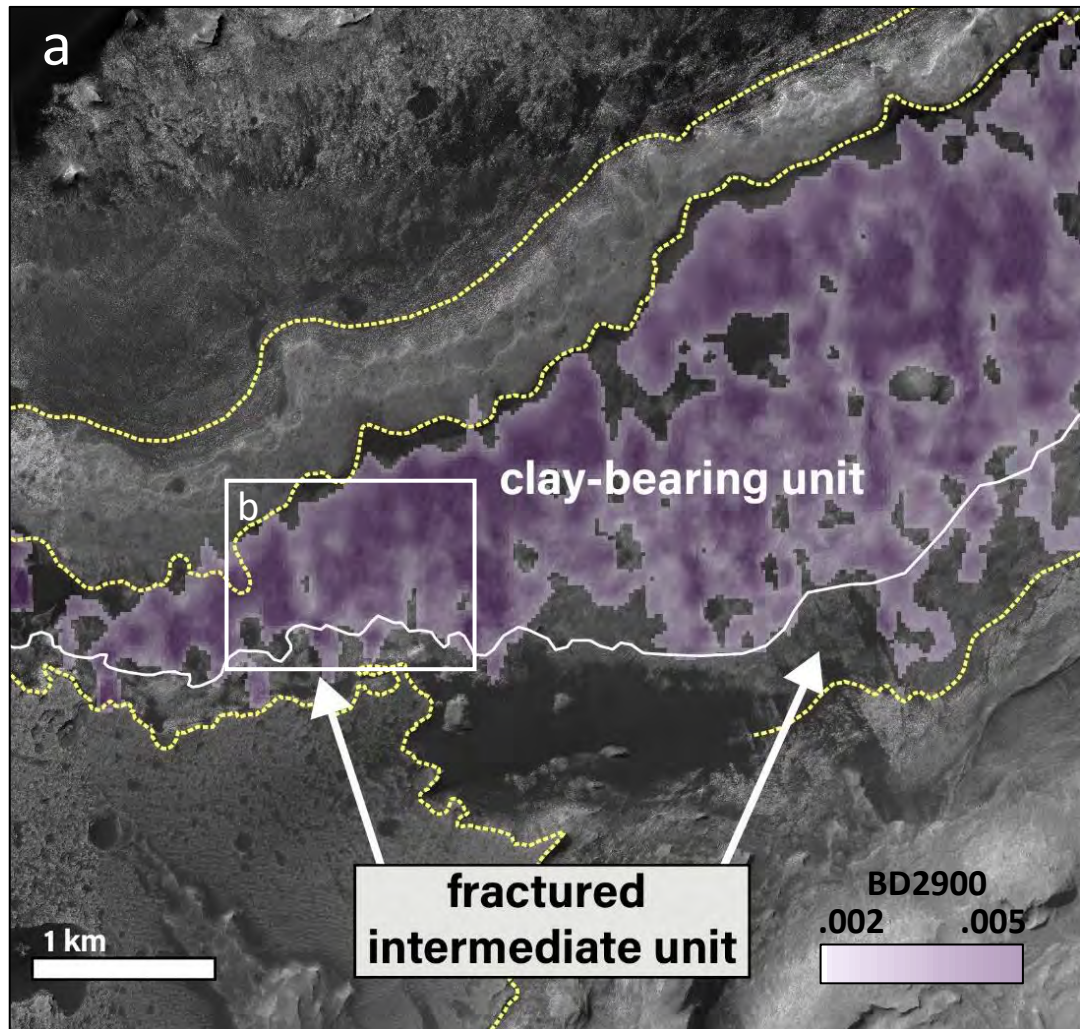 a
clay-bearing unit
b
fractured
intermediate unit
1 km
BD2900
.002 .005